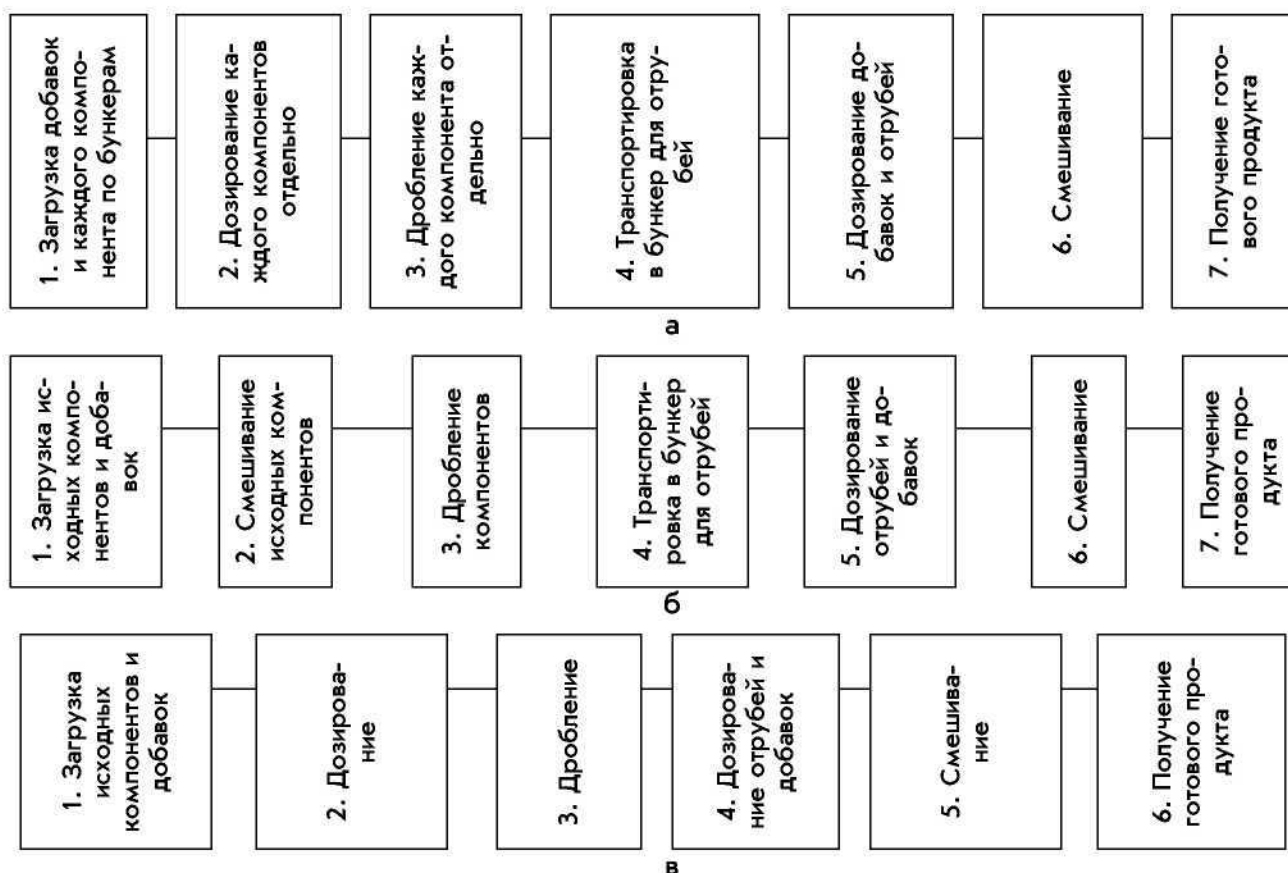 1. Загрузка добавок
и каждого компо-
нента по бункерам
2. Дозирование ка-
ждого компонентов
отдельно
3. Дробление каж-
дого компонента от-
дельно
4. Транспортировка
в бункер для отру-
бей
5. Дозирование до-
бавок и отрубей
6. Смешивание
7. Получение гото-
вого продукта
а
1. Загрузка ис-
ходных компо-
нентов и доба-
вок
2. Смешивание
исходных ком-
понентов
3. Дробление
компонентов
4. Транспорти-
ровка в бункер
для отрубей
5. Дозирование
отрубей и до-
бавок
6. Смешивание
7. Получение
готового про-
дукта
б
1. Загрузка
исходных
компонентов и
добавок
2. Дозирова-
ние
3. Дробление
4. Дозирова-
ние отрубей и
добавок
5. Смешива-
ние
6. Получение
готового про-
дукта
в